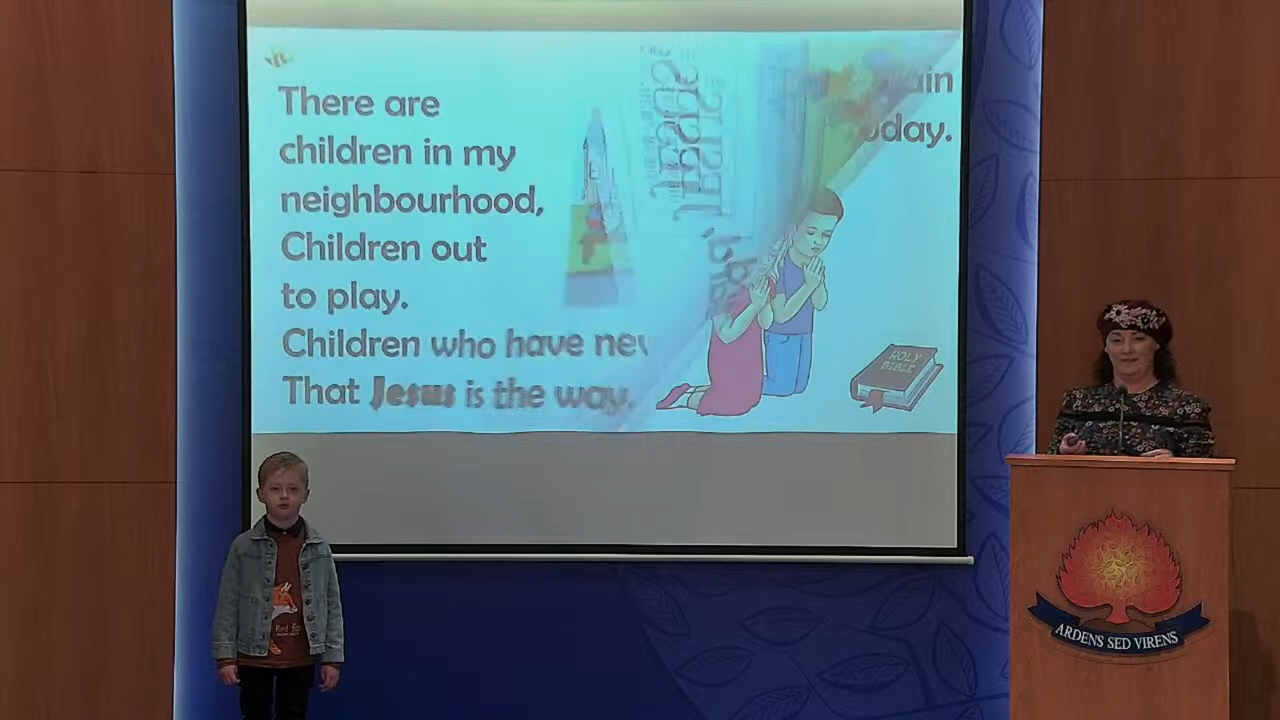 There are
children in my
neighbourhood,
Children out
to play.
Children who have
That Jesus is the way.
HOLY
BIBLE
Red
ARDENS SED VIRENS